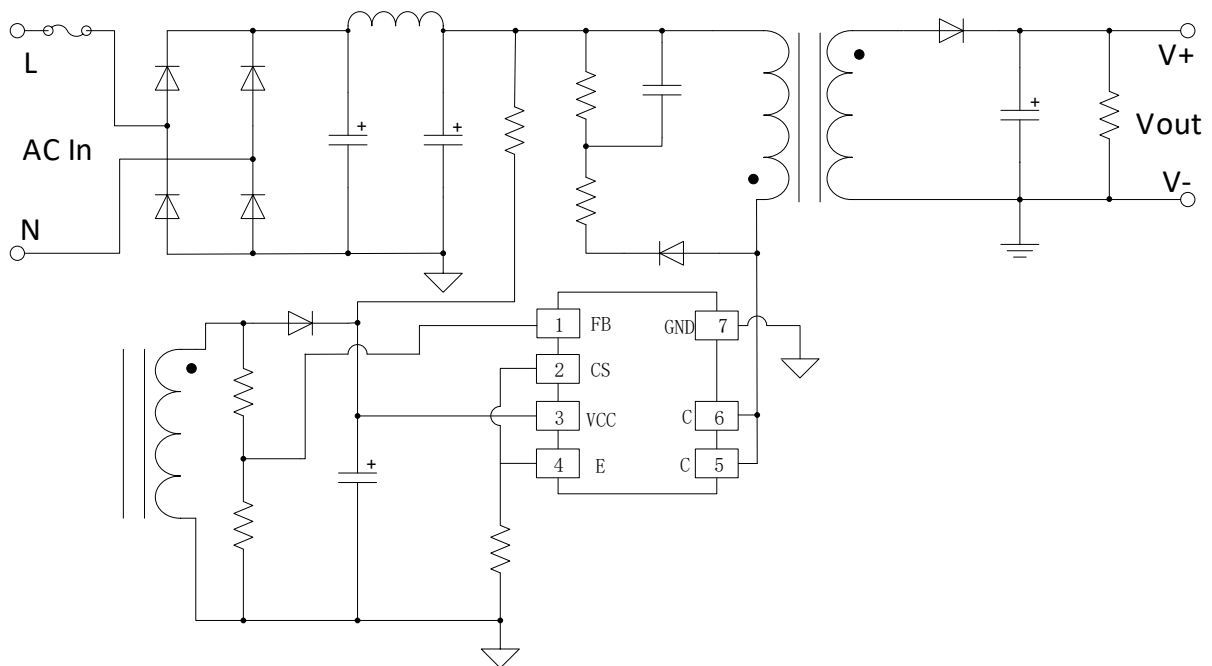 L
AC In
N
V+
Vout
V-
+
+
+
1 FB
2 CS
3 VCC
4 E
GND 7
C 6
C 5
+